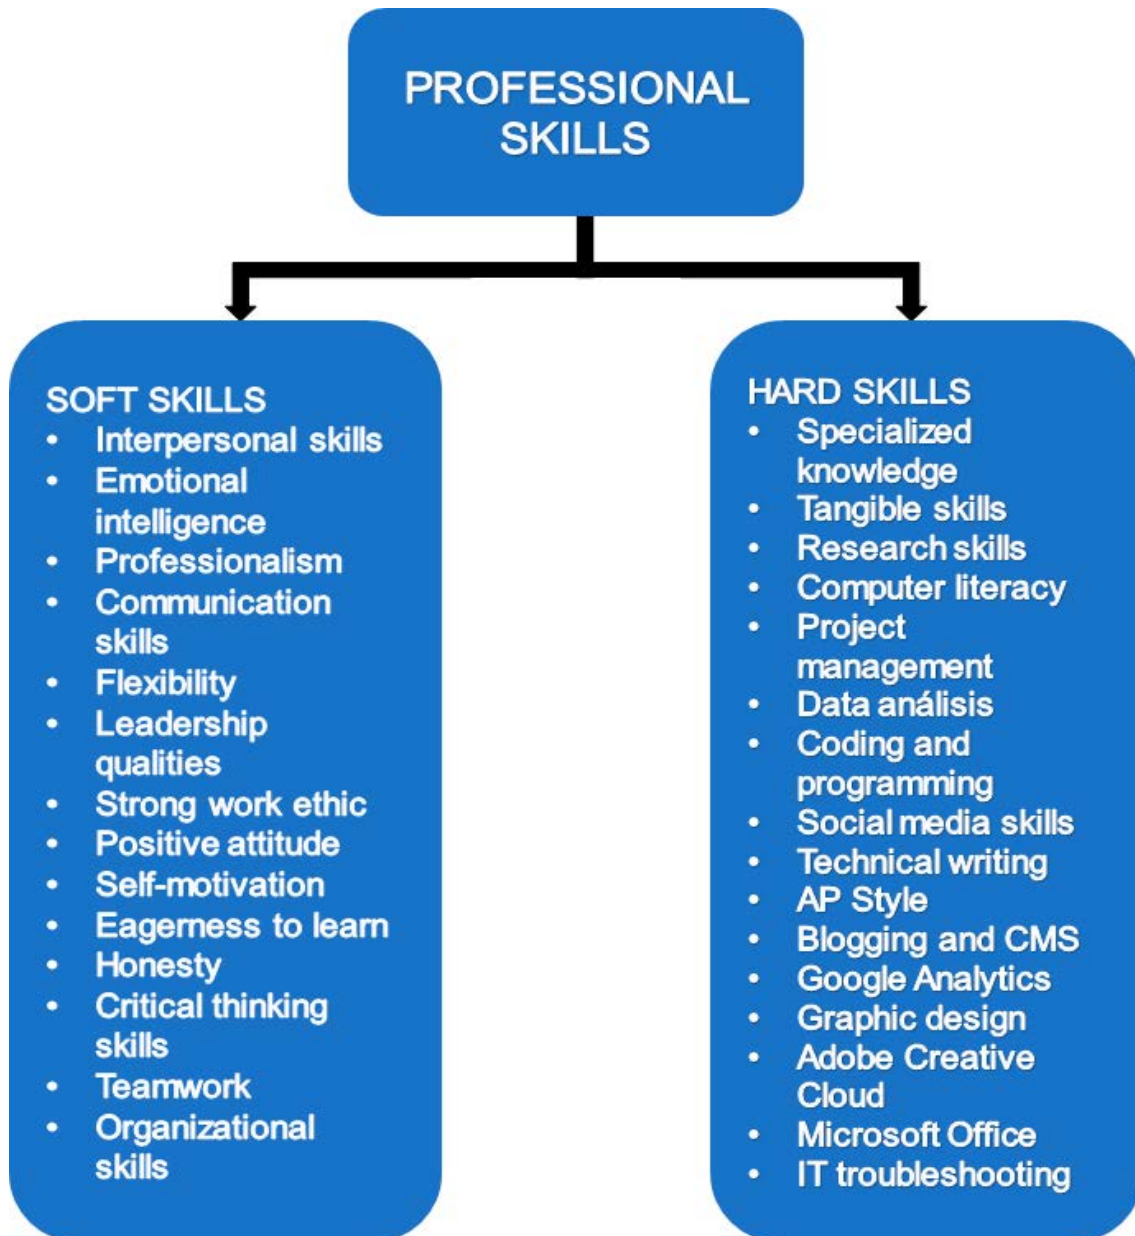 PROFESSIONAL
SKILLS
SOFT SKILLS
• Interpersonal skills
• Emotional
intelligence
• Professionalism
• Communication
skills
• Flexibility
• Leadership
qualities
• Strong work ethic
• Positive attitude
• Self-motivation
• Eagerness to learn
• Honesty
• Critical thinking
skills
• Teamwork
• Organizational
skills
HARD SKILLS
• Specialized
knowledge
• Tangible skills
• Research skills
• Computer literacy
• Project
management
• Data análisis
• Coding and
programming
• Social media skills
• Technical writing
• AP Style
• Blogging and CMS
• Google Analytics
• Graphic design
• Adobe Creative
Cloud
• Microsoft Office
• IT troubleshooting